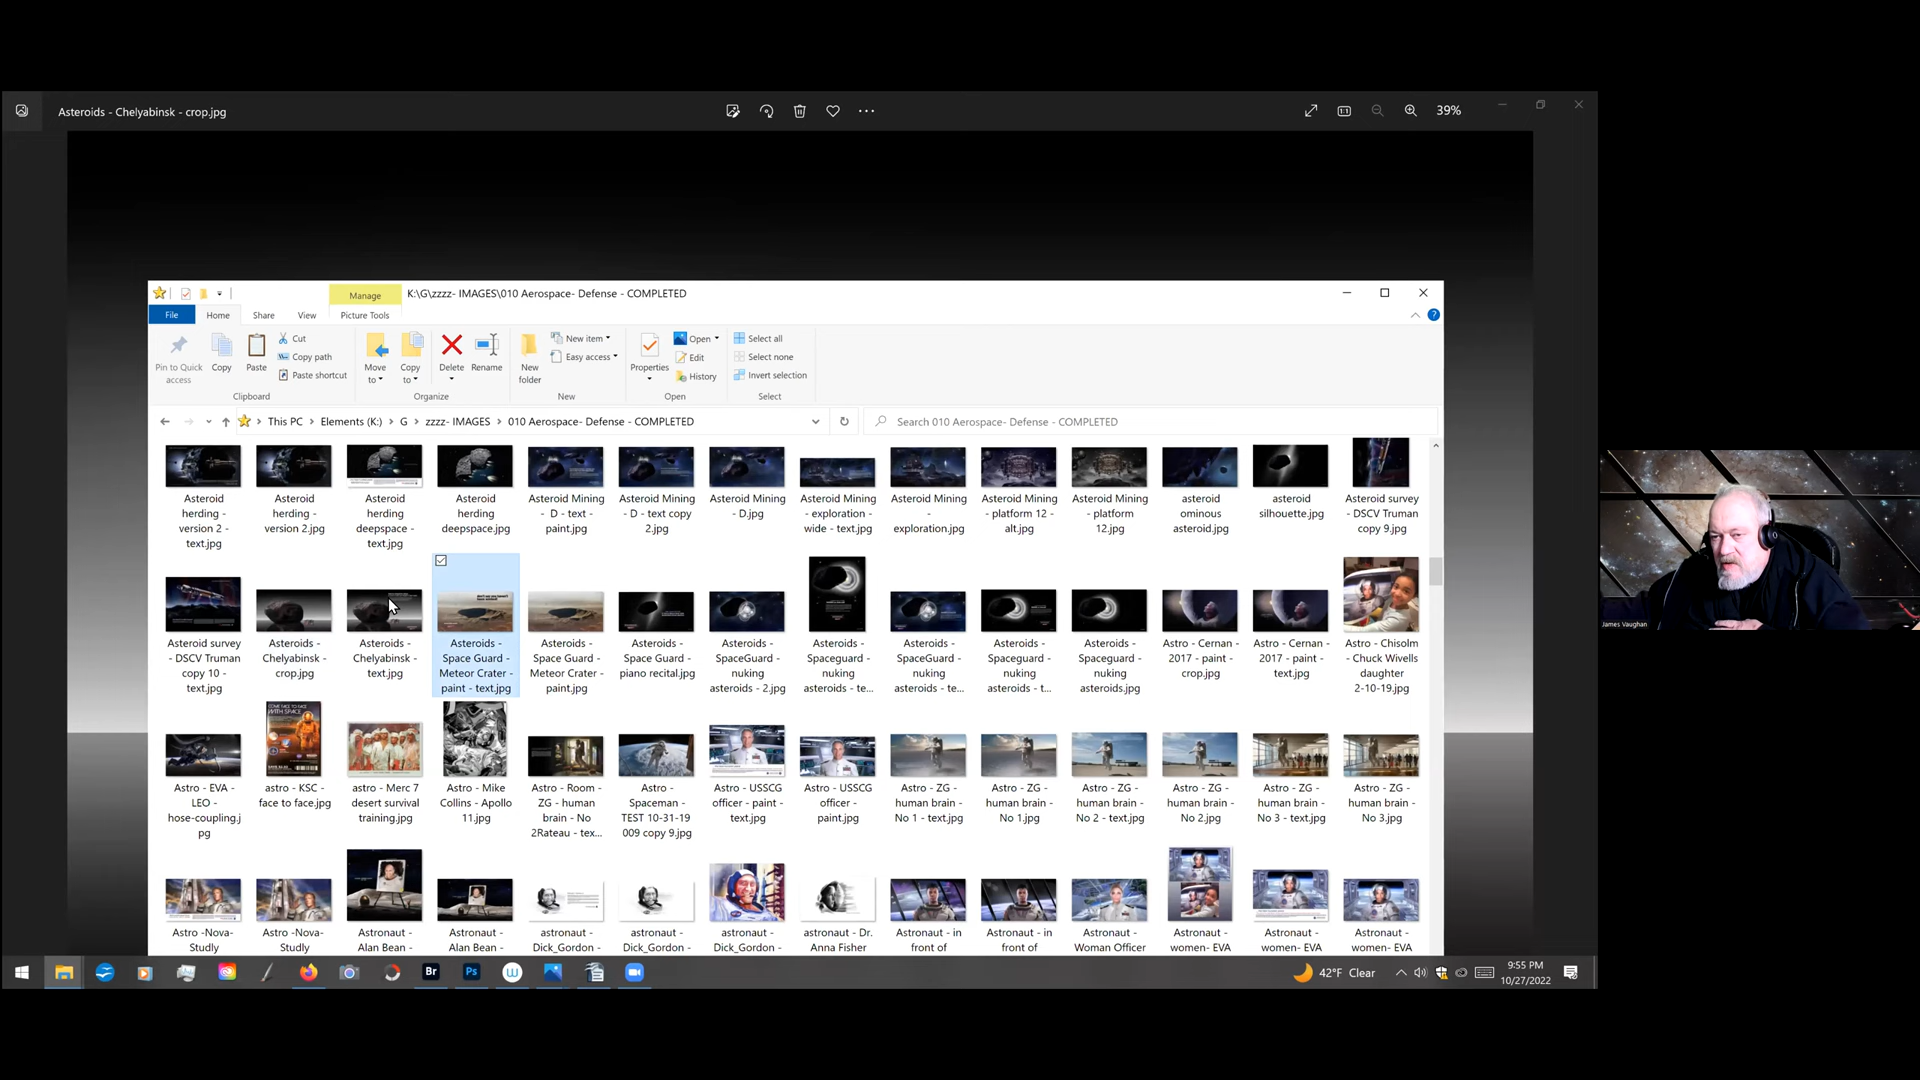 Asteroids - Chelyabinsk - crop.jpg
39%
Manage
K:\G\zzzz- IMAGES\010 Aerospace- Defense - COMPLETED
File
Home
Share
View
Picture Tools
Pin to Quick
access
Copy
Paste
Cut
Copy path
Paste shortcut
Clipboard
Move
to
Copy
to
Delete
Rename
Organize
New
folder
New item
Easy access
New
Properties
Open
Edit
History
Open
Select all
Select none
Invert selection
Select
This PC
Elements (K:)
G
zzzz- IMAGES
010 Aerospace- Defense - COMPLETED
Search 010 Aerospace- Defense - COMPLETED
Asteroid
herding -
version 2 -
text.jpg
Asteroid
herding -
version 2.jpg
Asteroid
herding
deepspace -
text.jpg
Asteroid
herding
deepspace.jpg
Asteroid Mining
- D - text -
paint.jpg
Asteroid Mining
- D - text copy
2.jpg
Asteroid Mining
- D.jpg
Asteroid Mining
- exploration -
wide - text.jpg
Asteroid Mining
-
exploration.jpg
Asteroid Mining
- platform 12 -
alt.jpg
Asteroid Mining
- platform
12.jpg
asteroid
ominous
asteroid.jpg
asteroid
silhouette.jpg
Asteroid survey
- DSCV Truman
copy 9.jpg
Asteroid survey
- DSCV Truman
copy 10 -
text.jpg
Asteroids -
Chelyabinsk -
crop.jpg
Asteroids -
Chelyabinsk -
text.jpg
Asteroids -
Space Guard -
Meteor Crater -
paint - text.jpg
Asteroids -
Space Guard -
Meteor Crater -
paint.jpg
Asteroids -
Space Guard -
piano recital.jpg
Asteroids -
SpaceGuard -
nuking
asteroids - 2.jpg
Asteroids -
Spaceguard -
nuking
asteroids - te...
Asteroids -
SpaceGuard -
nuking
asteroids - te...
Asteroids -
Spaceguard -
nuking
asteroids - t...
Asteroids -
Spaceguard -
nuking
asteroids.jpg
Astro - Cernan -
2017 - paint -
crop.jpg
Astro - Cernan -
2017 - paint -
text.jpg
Astro - Chisolm
- Chuck Wivells
daughter
2-10-19.jpg
Astro - EVA -
LEO -
hose-coupling.j
pg
COME FACE TO FACE
WITH SPACE
astro - KSC -
face to face.jpg
astro - Merc 7
desert survival
training.jpg
Astro - Mike
Collins - Apollo
11.jpg
Astro - Room -
ZG - human
brain - No
2Rateau - tex...
Astro -
Spaceman -
TEST 10-31-19
009 copy 9.jpg
Astro - USSCG
officer - paint -
text.jpg
Astro - USSCG
officer -
paint.jpg
Astro - ZG -
human brain -
No 1 - text.jpg
Astro - ZG -
human brain -
No 1.jpg
Astro - ZG -
human brain -
No 2 - text.jpg
Astro - ZG -
human brain -
No 2.jpg
Astro - ZG -
human brain -
No 3 - text.jpg
Astro - ZG -
human brain -
No 3.jpg
Astro -Nova-
Studly
Astro -Nova-
Studly
Astronaut -
Alan Bean -
Astronaut -
Alan Bean -
astronaut -
Dick_Gordon -
astronaut -
Dick_Gordon -
astronaut -
Dick_Gordon -
astronaut - Dr.
Anna Fisher
Astronaut - in
front of
Astronaut - in
front of
Astronaut -
Woman Officer
Astronaut -
women- EVA
Astronaut -
women- EVA
Astronaut -
women- EVA
James Vaughan
Br
Ps
42°F Clear
9:55 PM
10/27/2022